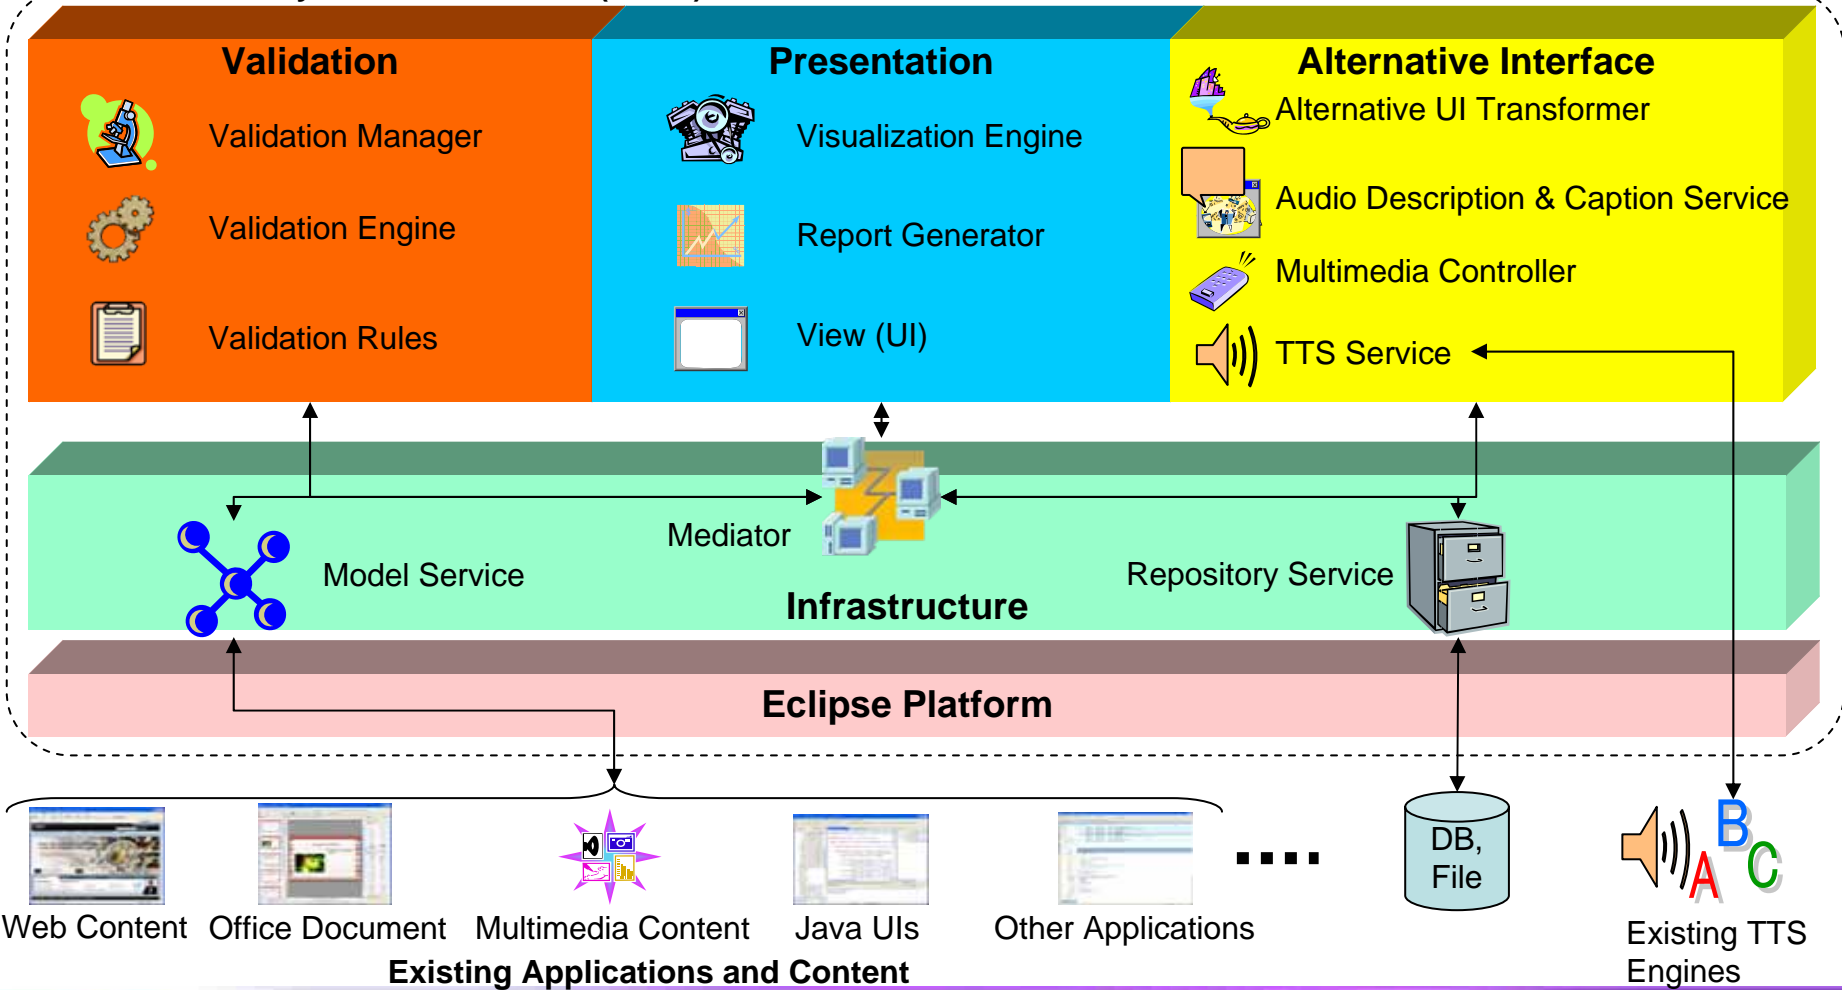 Validation
Validation Manager
Validation Engine
Validation Rules
Presentation
Visualization Engine
Report Generator
View (UI)
Alternative Interface
Alternative UI Transformer
Audio Description & Caption Service
Multimedia Controller
TTS Service
Mediator
Model Service
Repository Service
Infrastructure
Eclipse Platform
DB,
File
A B C
Web Content
Office Document
Multimedia Content
Java UIs
Other Applications
Existing TTS
Engines
Existing Applications and Content